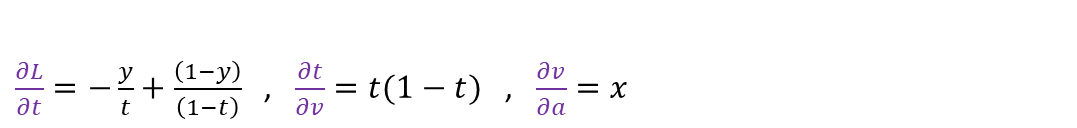 ∂L/∂t = −y/t + (1−y)/(1−t) , ∂t/∂v = t(1 − t) , ∂v/∂a = x